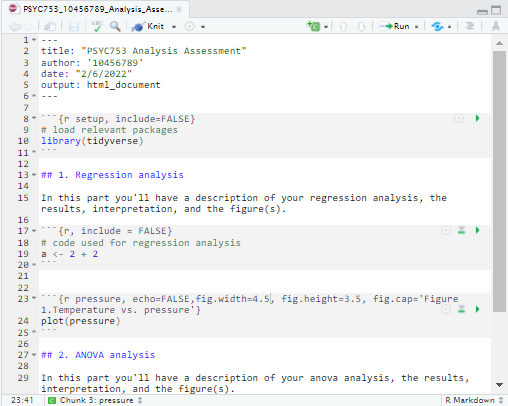 PSYC753_10456789_Analysis_Asse...
Knit
Run
1 ---
2 title: "PSYC753 Analysis Assessment"
3 author: '10456789'
4 date: "2/6/2022"
5 output: html_document
6 ---
7
8 ```{r setup, include=FALSE}
9 # load relevant packages
10 library(tidyverse)
11 ```
12
13 ## 1. Regression analysis
14
15 In this part you'll have a description of your regression analysis, the
results, interpretation, and the figure(s).
16
17 ```{r, include = FALSE}
18 # code used for regression analysis
19 a <- 2 + 2
20 ```
21
22
23 ```{r pressure, echo=FALSE,fig.width=4.5, fig.height=3.5, fig.cap='Figure
1.Temperature vs. pressure'}
24 plot(pressure)
25 ```
26
27 ## 2. ANOVA analysis
28
29 In this part you'll have a description of your anova analysis, the results,
interpretation, and the figure(s).
23:41 Chunk 3: pressure R Markdown